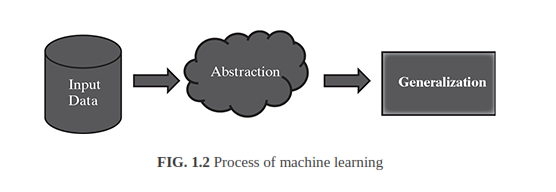 Input
Data
Abstraction
Generalization
FIG. 1.2 Process of machine learning